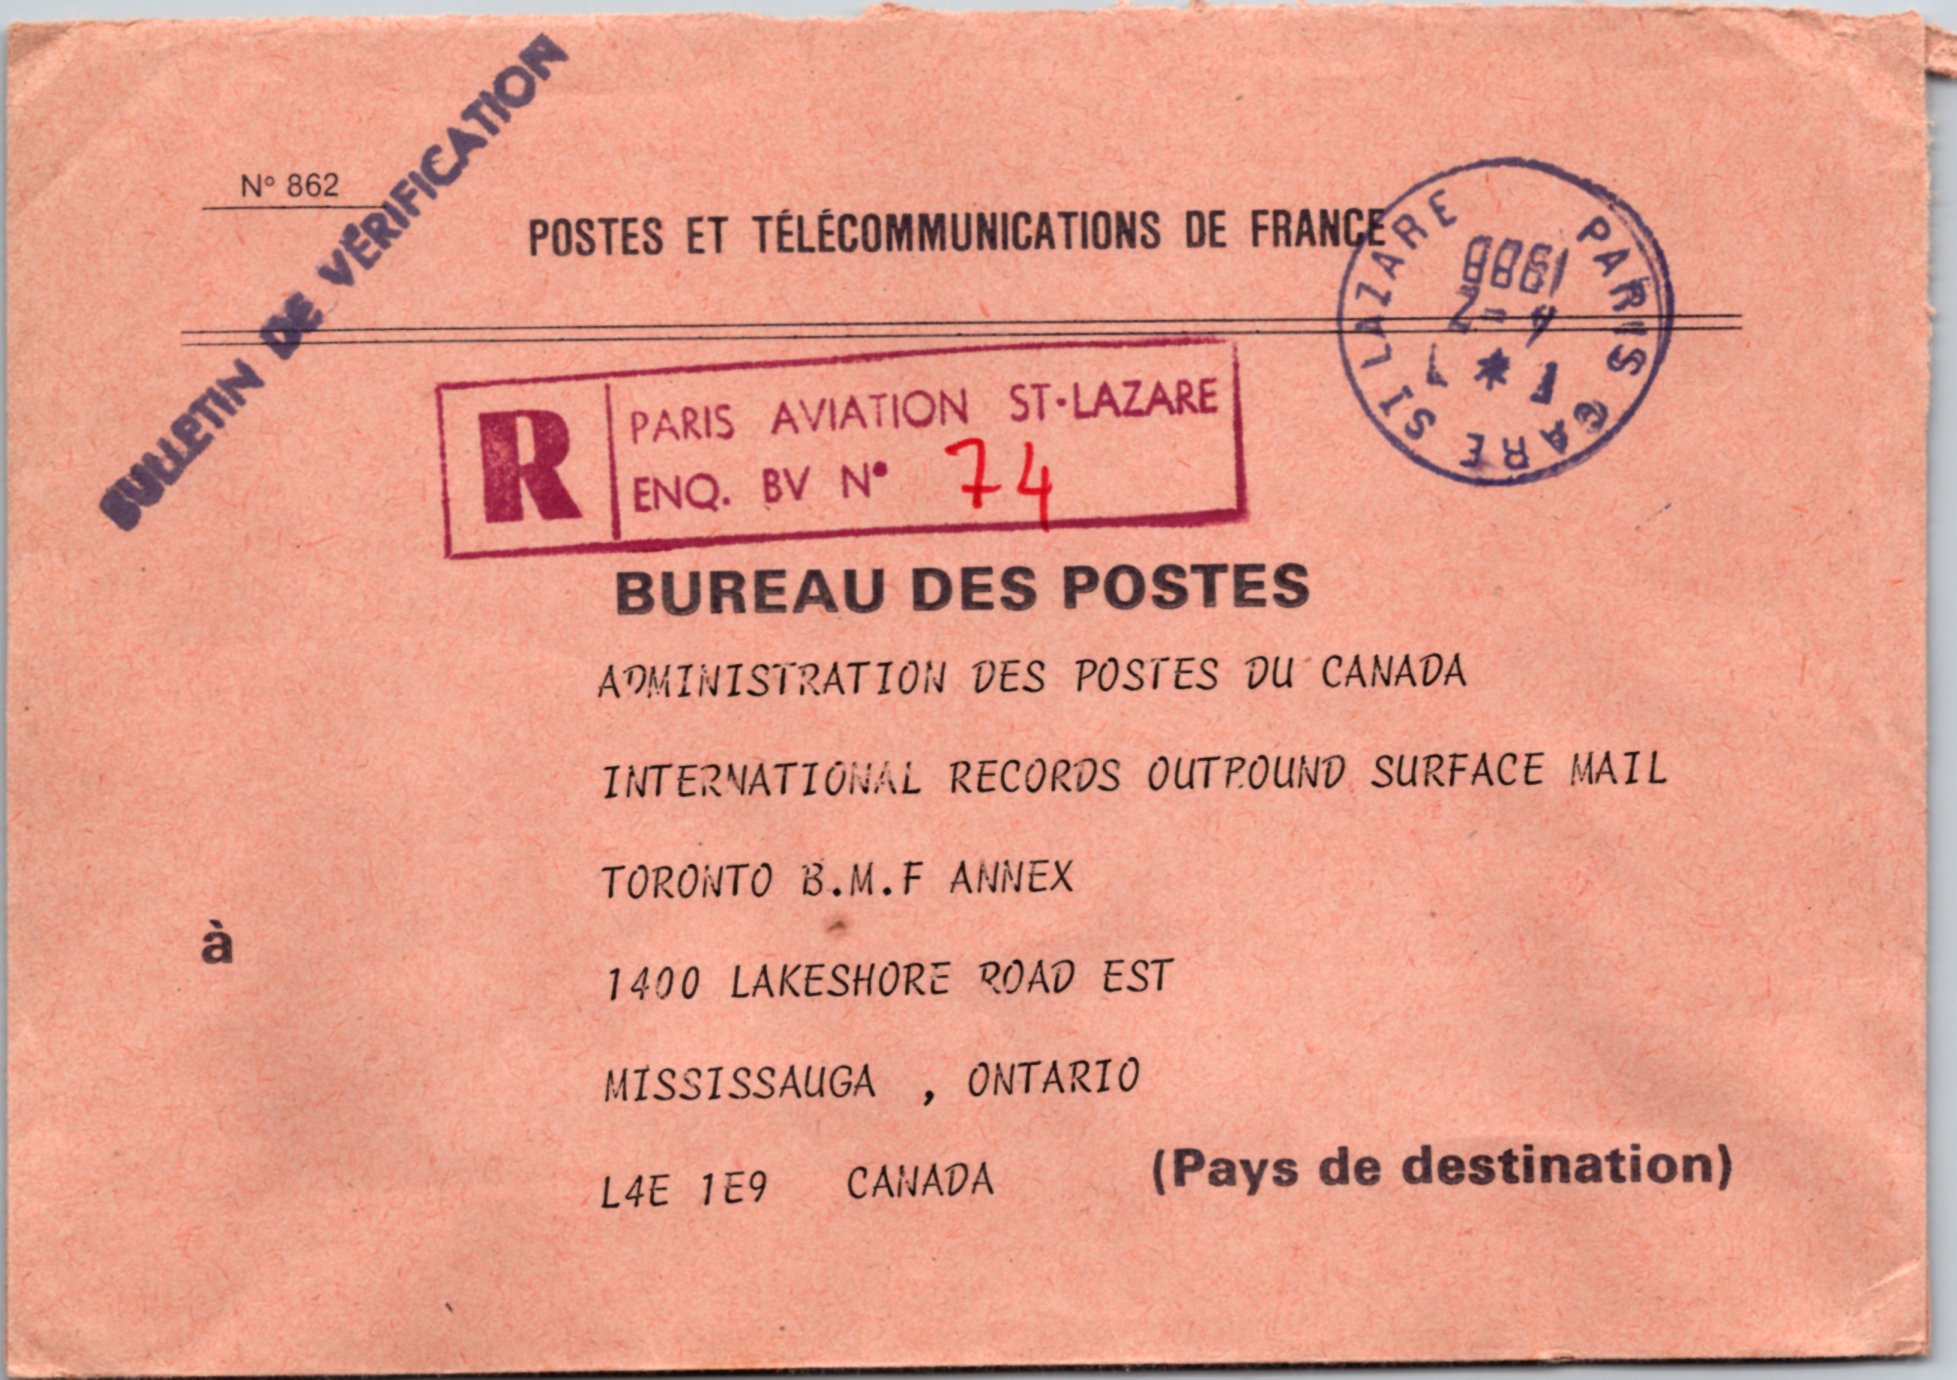 BULLETIN DE VÉRIFICATION
N° 862
POSTES ET TÉLÉCOMMUNICATIONS DE FRANCE
PARIS GARE ST LAZARE
1988
R
PARIS AVIATION ST-LAZARE
ENQ. BV N° 74
BUREAU DES POSTES
ADMINISTRATION DES POSTES DU CANADA
INTERNATIONAL RECORDS OUTBOUND SURFACE MAIL
TORONTO B.M.F ANNEX
à
1400 LAKESHORE ROAD EST
MISSISSAUGA , ONTARIO
L4E 1E9 CANADA
(Pays de destination)